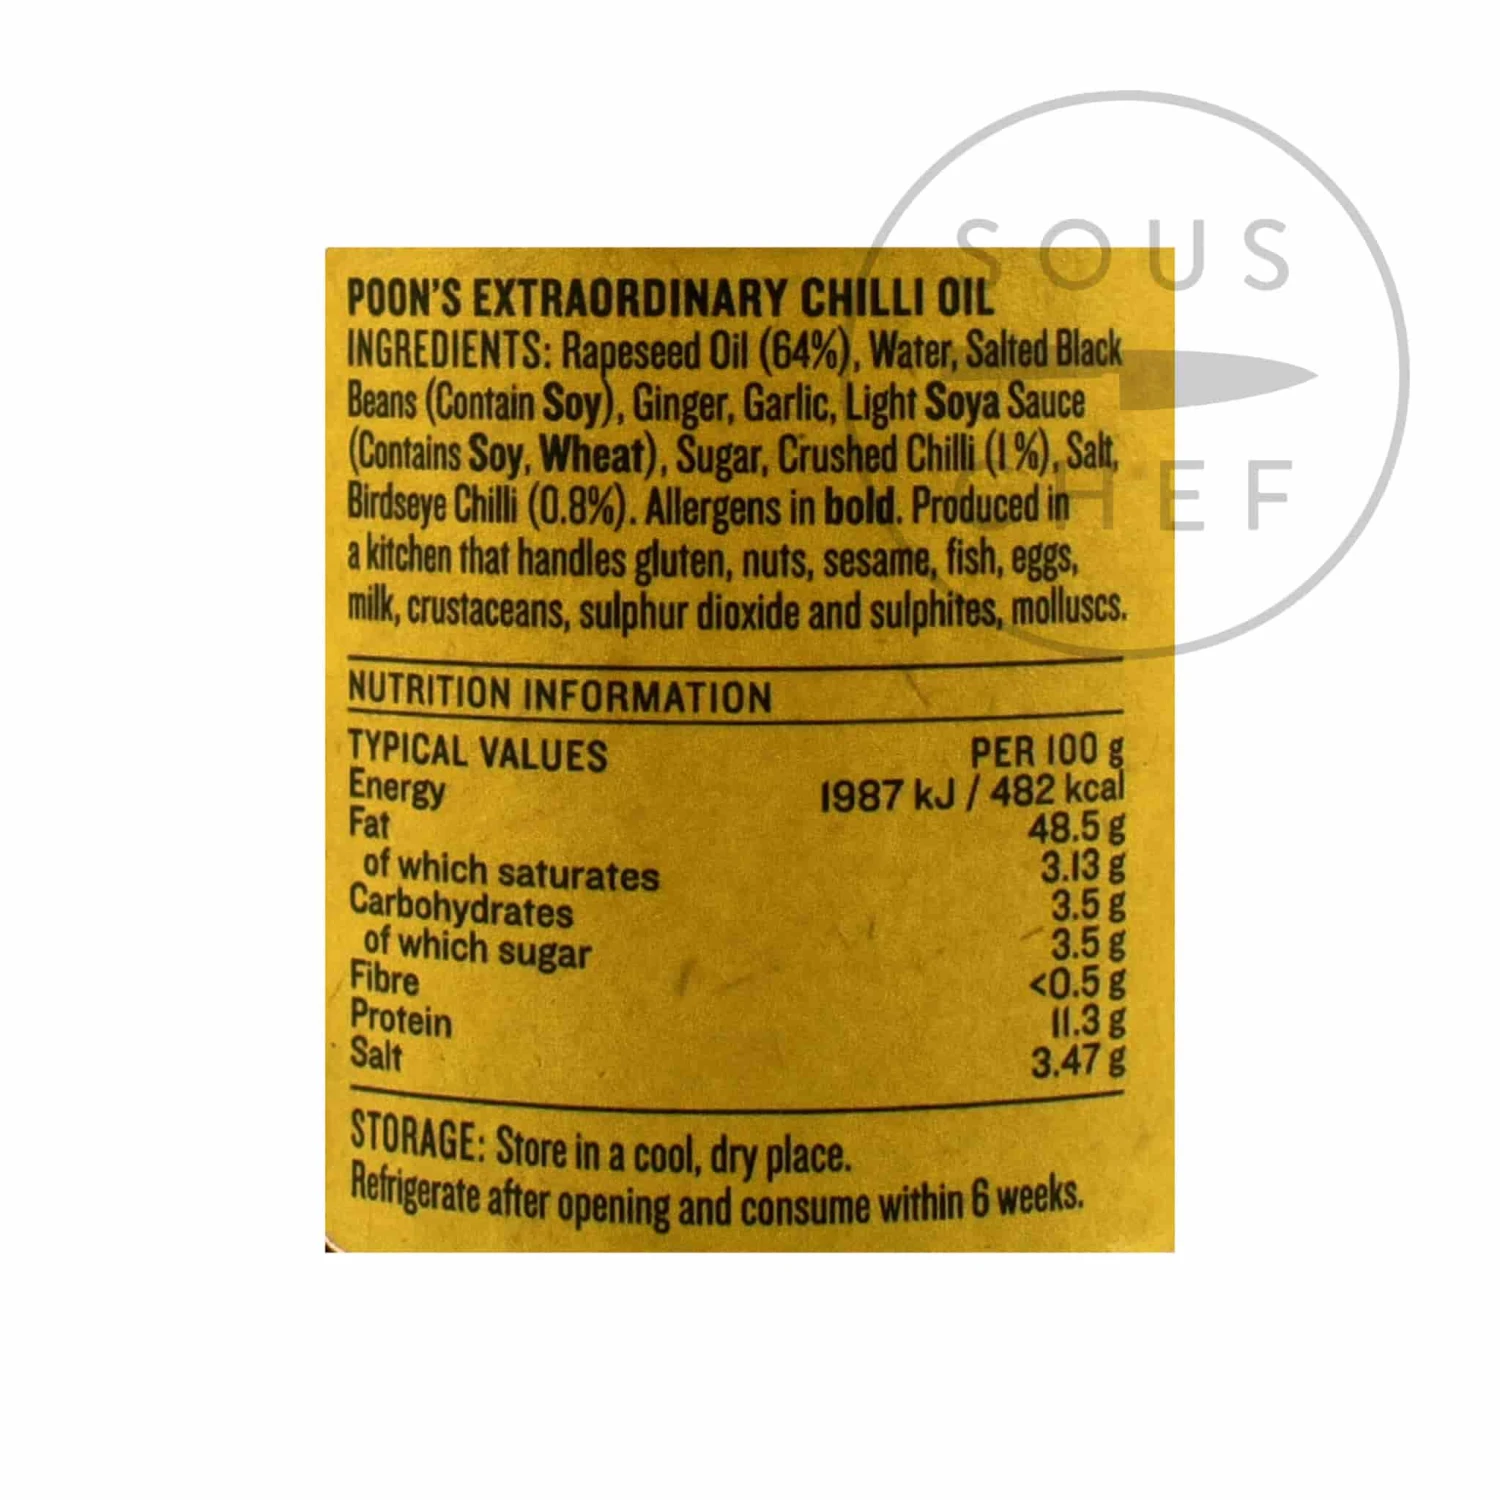 SOUS
CHEF
POON'S EXTRAORDINARY CHILLI OIL
INGREDIENTS: Rapeseed Oil (64%), Water, Salted Black
Beans (Contain Soy), Ginger, Garlic, Light Soya Sauce
(Contains Soy, Wheat), Sugar, Crushed Chilli (1%), Salt,
Birdseye Chilli (0.8%). Allergens in bold. Produced in
a kitchen that handles gluten, nuts, sesame, fish, eggs,
milk, crustaceans, sulphur dioxide and sulphites, molluscs.
NUTRITION INFORMATION
TYPICAL VALUES PER 100 g
Energy 1987 kJ / 482 kcal
Fat 48.5 g
of which saturates 3.13 g
Carbohydrates 3.5 g
of which sugar 3.5 g
Fibre <0.5 g
Protein 11.3 g
Salt 3.47 g
STORAGE: Store in a cool, dry place.
Refrigerate after opening and consume within 6 weeks.